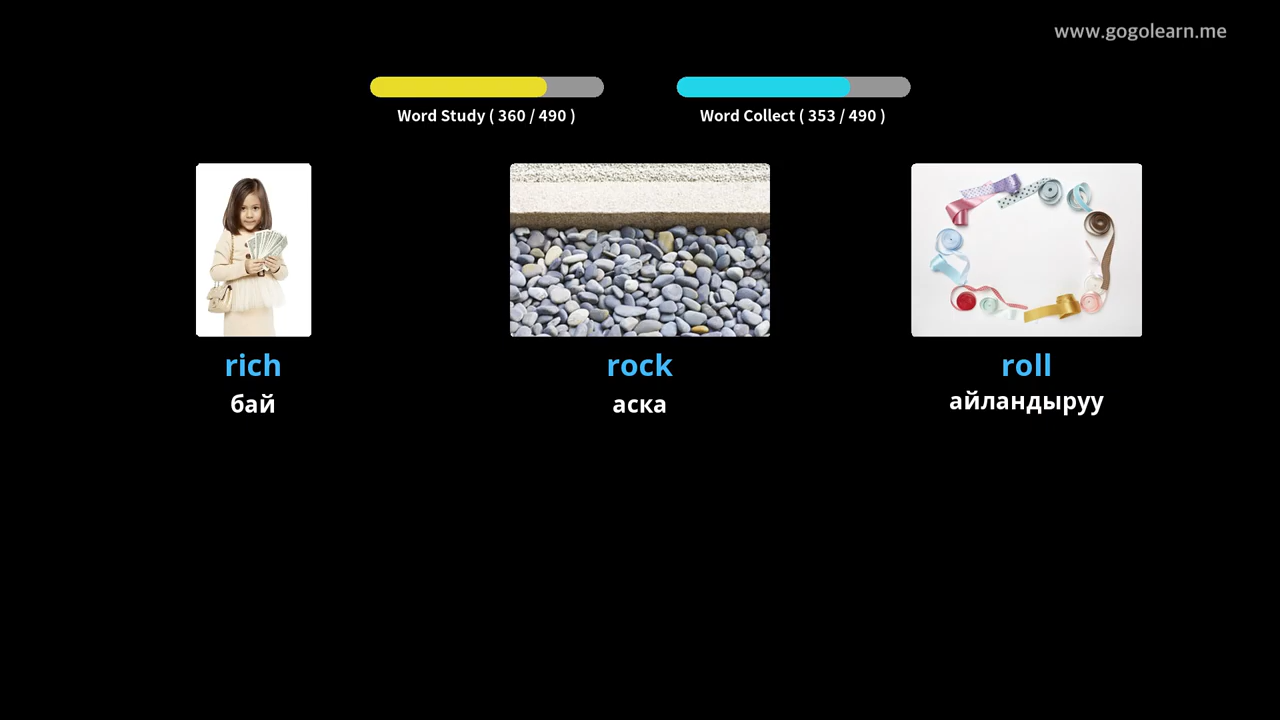 www.gogolearn.me
Word Study ( 360 / 490 )
Word Collect ( 353 / 490 )
rich
rock
roll
бай
аска
айландыруу